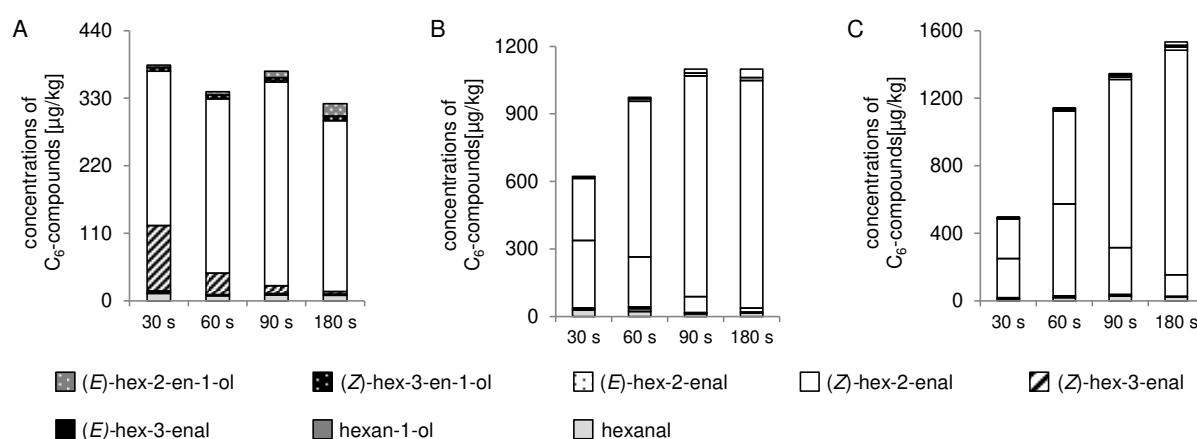 A
concentrations of
C₆-compounds [µg/kg]
440
330
220
110
0
30 s 60 s 90 s 180 s
B
concentrations of
C₆-compounds[µg/kg]
1200
900
600
300
0
30 s 60 s 90 s 180 s
C
concentrations of
C₆-compounds[µg/kg]
1600
1200
800
400
0
30 s 60 s 90 s 180 s
(E)-hex-2-en-1-ol (Z)-hex-3-en-1-ol (E)-hex-2-enal (Z)-hex-2-enal (Z)-hex-3-enal
(E)-hex-3-enal hexan-1-ol hexanal